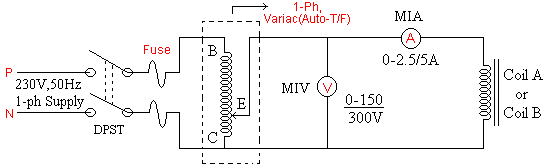 1-Ph,
Variac(Auto-T/F)
MIA
Fuse
B
A
P
230V,50Hz
0-2.5/5A
1-ph Supply
E
MIV
V
0-150
300V
Coil A
or
Coil B
N
DPST
C